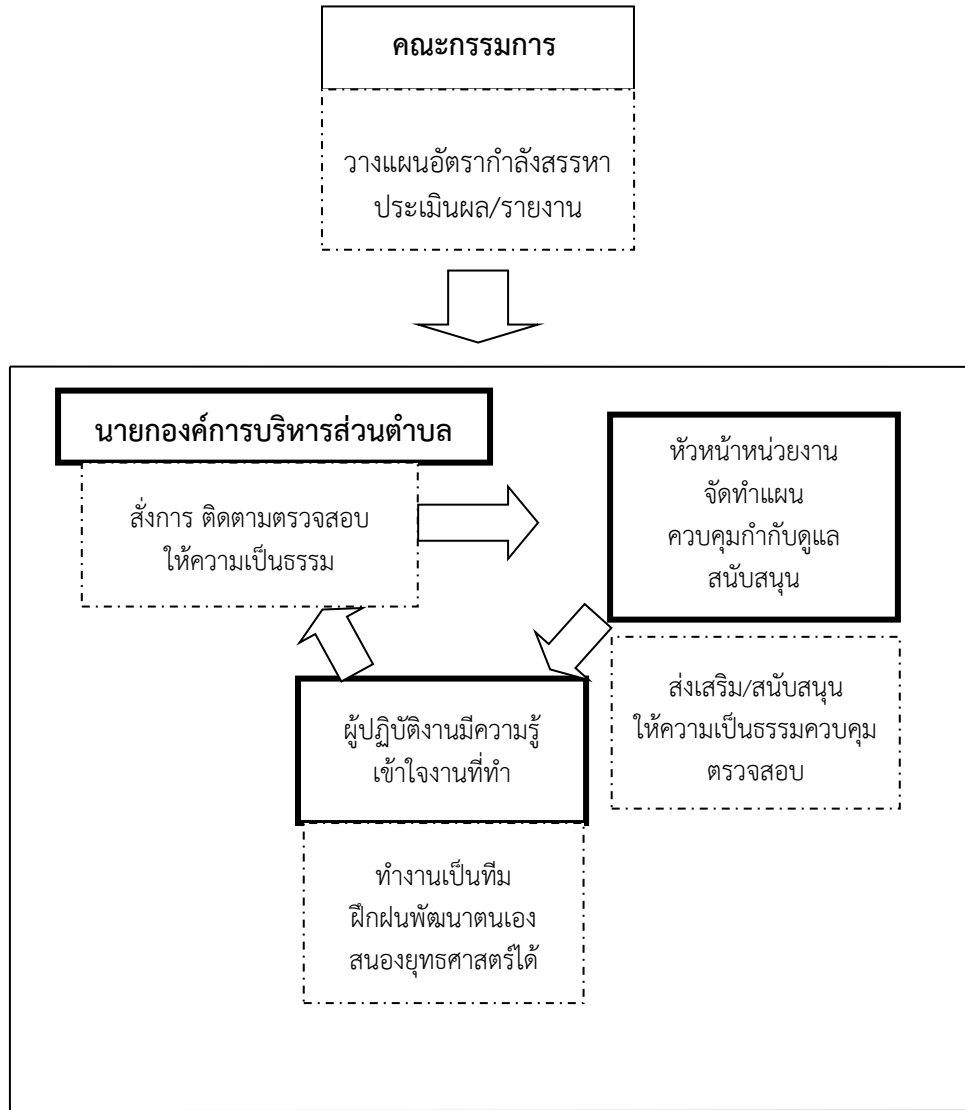 คณะกรรมการ
วางแผนอัตรากำลังสรรหา
ประเมินผล/รายงาน
นายกองค์การบริหารส่วนตำบล
สั่งการ ติดตามตรวจสอบ
ให้ความเป็นธรรม
หัวหน้าหน่วยงาน
จัดทำแผน
ควบคุมกำกับดูแล
สนับสนุน
ส่งเสริม/สนับสนุน
ให้ความเป็นธรรมควบคุม
ตรวจสอบ
ผู้ปฏิบัติงานมีความรู้
เข้าใจงานที่ทำ
ทำงานเป็นทีม
ฝึกฝนพัฒนาตนเอง
สนองยุทธศาสตร์ได้